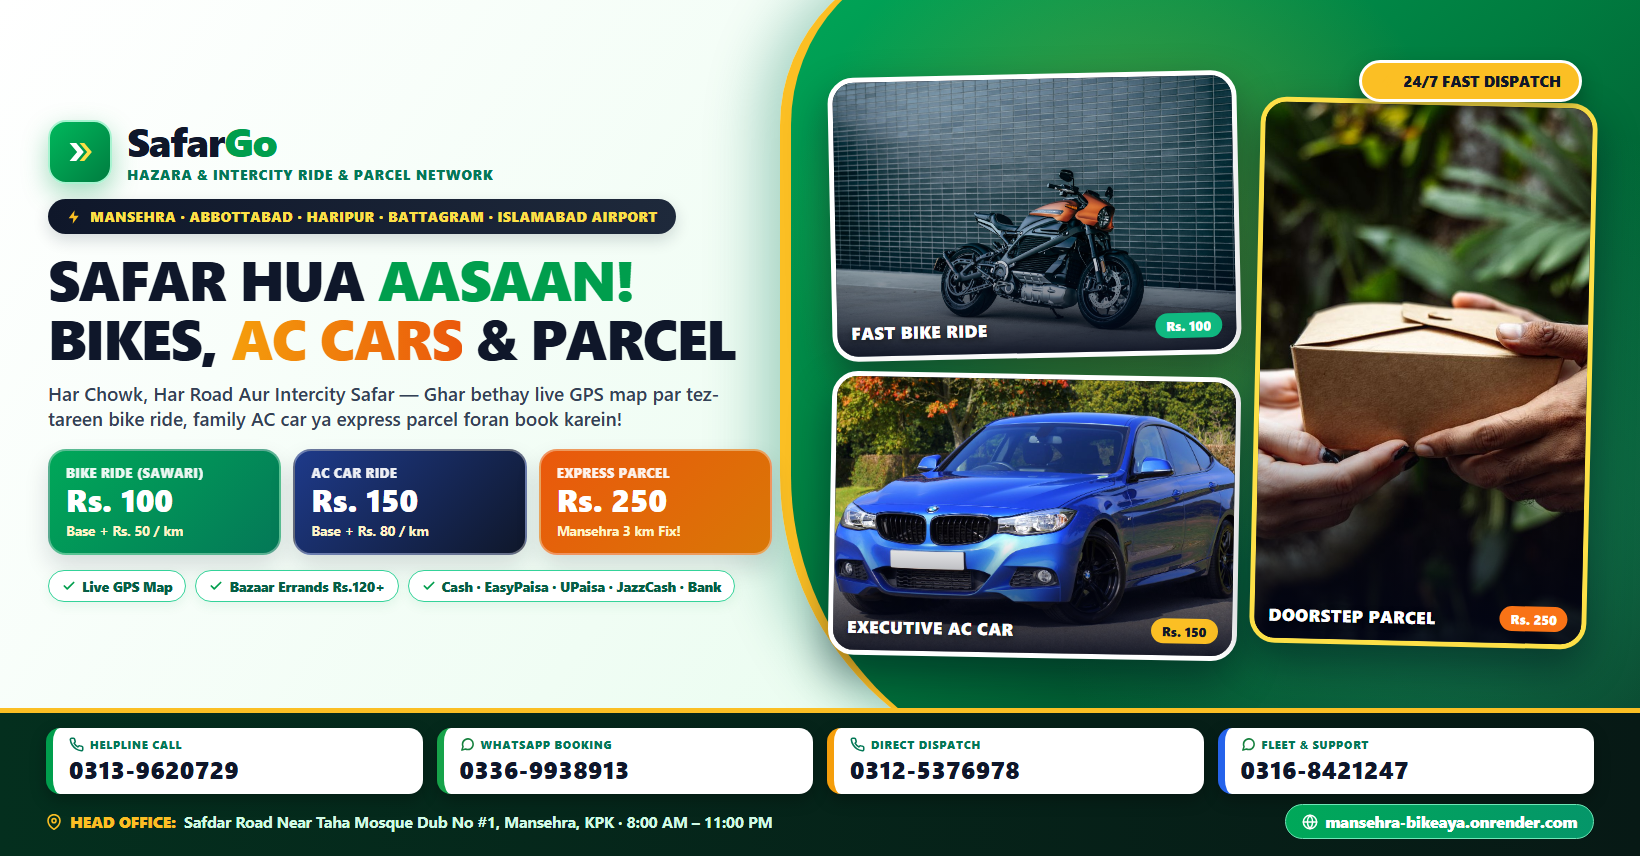 SafarGo
HAZARA & INTERCITY RIDE & PARCEL NETWORK
MANSEHRA · ABBOTTABAD · HARIPUR · BATTAGRAM · ISLAMABAD AIRPORT
SAFAR HUA AASAAN!
BIKES, AC CARS & PARCEL
Har Chowk, Har Road Aur Intercity Safar — Ghar bethay live GPS map par tez-
tareen bike ride, family AC car ya express parcel foran book karein!
BIKE RIDE (SAWARI)
Rs. 100
Base + Rs. 50 / km
AC CAR RIDE
Rs. 150
Base + Rs. 80 / km
EXPRESS PARCEL
Rs. 250
Mansehra 3 km Fix!
Live GPS Map
Bazaar Errands Rs.120+
Cash · EasyPaisa · UPaisa · JazzCash · Bank
FAST BIKE RIDE
Rs. 100
EXECUTIVE AC CAR
Rs. 150
24/7 FAST DISPATCH
DOORSTEP PARCEL
Rs. 250
HELPLINE CALL
0313-9620729
WHATSAPP BOOKING
0336-9938913
DIRECT DISPATCH
0312-5376978
FLEET & SUPPORT
0316-8421247
HEAD OFFICE: Safdar Road Near Taha Mosque Dub No #1, Mansehra, KPK · 8:00 AM – 11:00 PM
mansehra-bikeaya.onrender.com